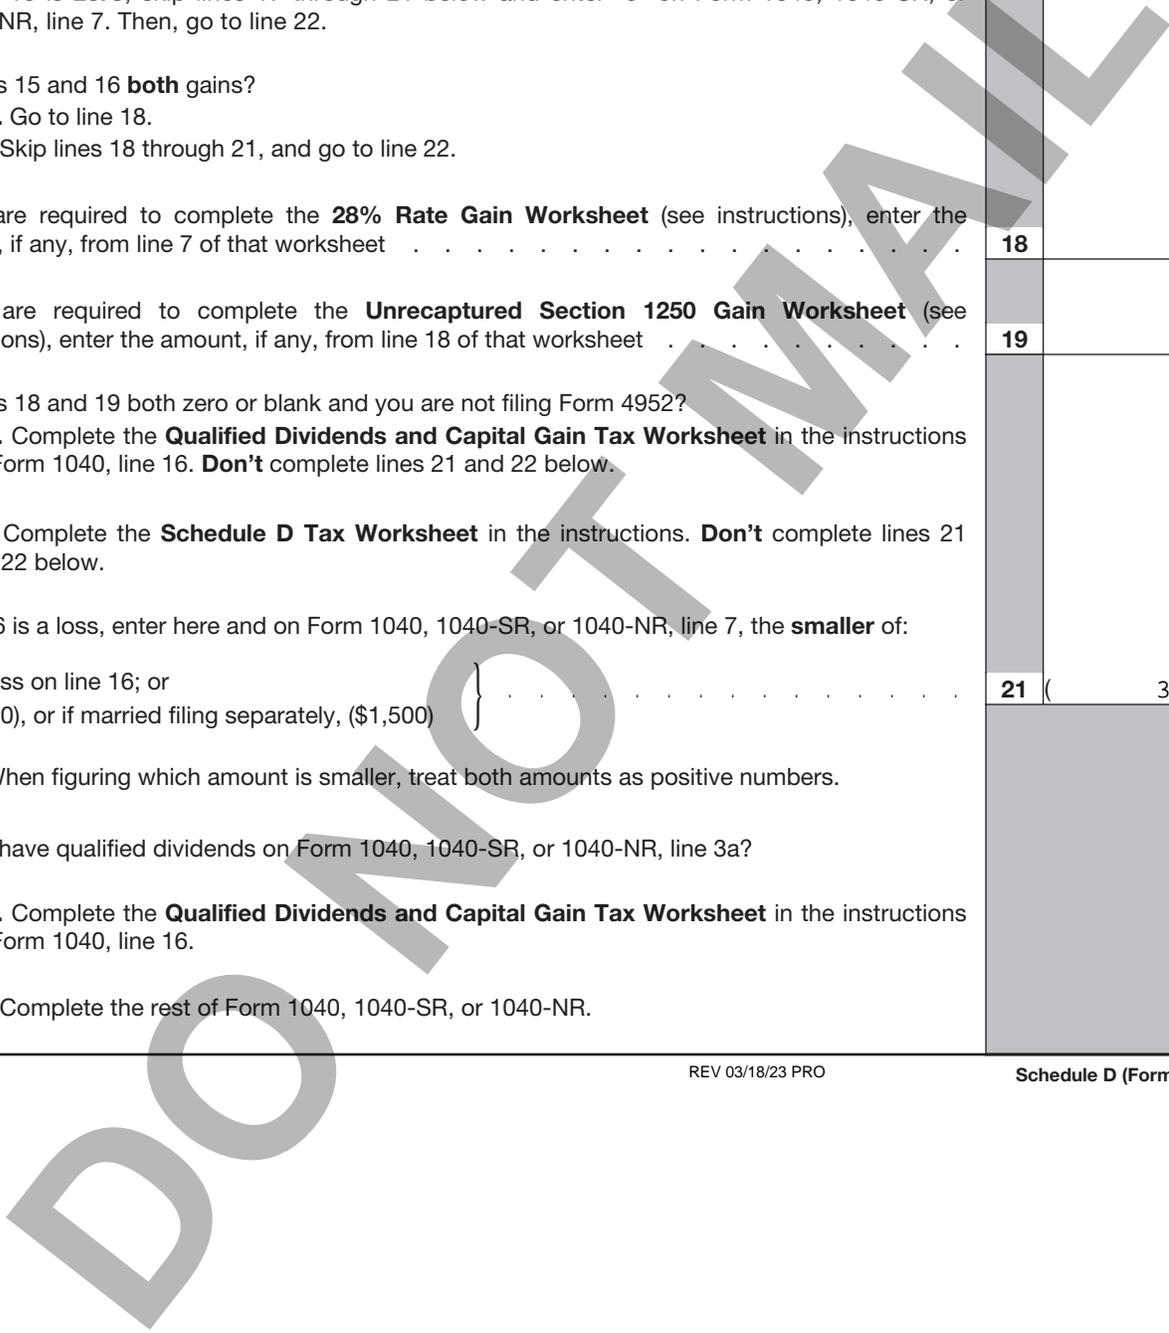 NR, line 7. Then, go to line 22.
s 15 and 16 both gains?
. Go to line 18.
Skip lines 18 through 21, and go to line 22.
are required to complete the 28% Rate Gain Worksheet (see instructions), enter the
, if any, from line 7 of that worksheet . . . . . . . . . . . . . . . . . . 18
are required to complete the Unrecaptured Section 1250 Gain Worksheet (see
ons), enter the amount, if any, from line 18 of that worksheet . . . . . . . . . . 19
s 18 and 19 both zero or blank and you are not filing Form 4952?
. Complete the Qualified Dividends and Capital Gain Tax Worksheet in the instructions
Form 1040, line 16. Don't complete lines 21 and 22 below.
Complete the Schedule D Tax Worksheet in the instructions. Don't complete lines 21
22 below.
6 is a loss, enter here and on Form 1040, 1040-SR, or 1040-NR, line 7, the smaller of:
ss on line 16; or
} . . . . . . . . . . . . . . . 21 ( 3
0), or if married filing separately, ($1,500)
When figuring which amount is smaller, treat both amounts as positive numbers.
have qualified dividends on Form 1040, 1040-SR, or 1040-NR, line 3a?
. Complete the Qualified Dividends and Capital Gain Tax Worksheet in the instructions
Form 1040, line 16.
Complete the rest of Form 1040, 1040-SR, or 1040-NR.
REV 03/18/23 PRO Schedule D (Form
DO NOT MAIL